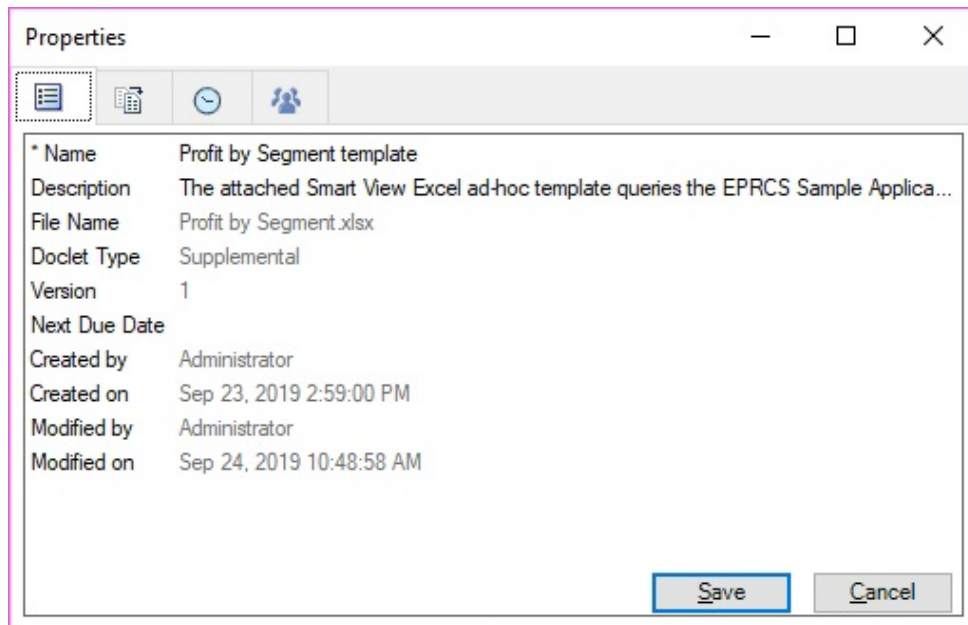 Properties
* Name Profit by Segment template
Description The attached Smart View Excel ad-hoc template queries the EPRCS Sample Applica...
File Name Profit by Segment.xlsx
Doclet Type Supplemental
Version 1
Next Due Date
Created by Administrator
Created on Sep 23, 2019 2:59:00 PM
Modified by Administrator
Modified on Sep 24, 2019 10:48:58 AM
Save Cancel